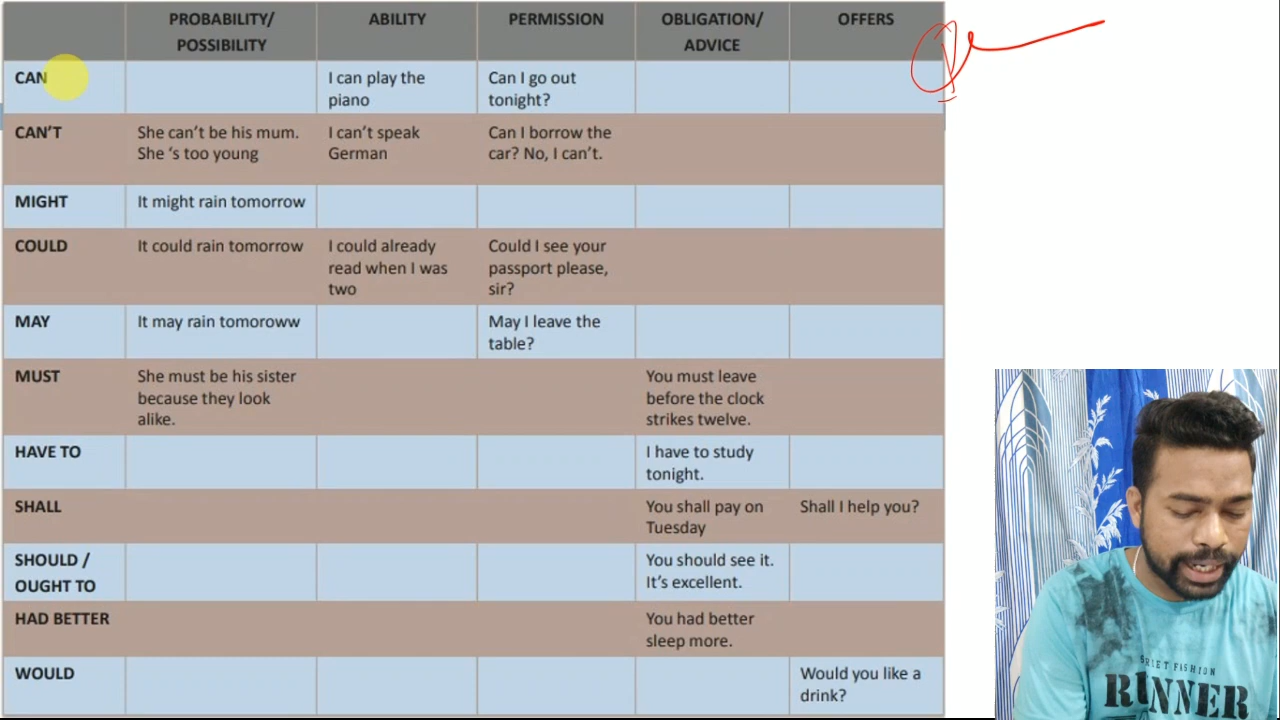 PROBABILITY/
POSSIBILITY
ABILITY
PERMISSION
OBLIGATION/
ADVICE
OFFERS
CAN
I can play the
piano
Can I go out
tonight?
CAN'T
She can't be his mum.
She 's too young
I can't speak
German
Can I borrow the
car? No, I can't.
MIGHT
It might rain tomorrow
COULD
It could rain tomorrow
I could already
read when I was
two
Could I see your
passport please,
sir?
MAY
It may rain tomoroww
May I leave the
table?
MUST
She must be his sister
because they look
alike.
You must leave
before the clock
strikes twelve.
HAVE TO
I have to study
tonight.
SHALL
You shall pay on
Tuesday
Shall I help you?
SHOULD /
OUGHT TO
You should see it.
It's excellent.
HAD BETTER
You had better
sleep more.
WOULD
Would you like a
drink?
STREET FASHION
RUNNER